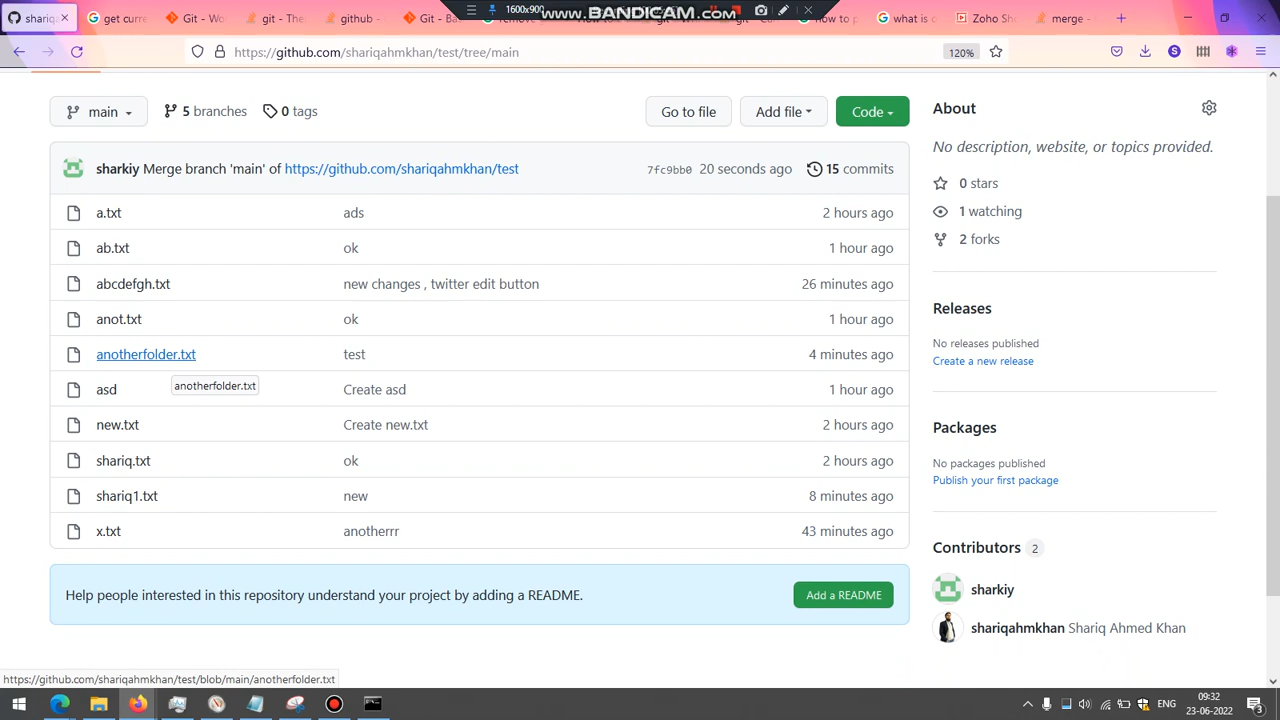 get curre
Git - Wo
github -
Git - Ba
1600x900
www.BANDICAM.com
git
how to p
what is o
Zoho Sh
merge -
https://github.com/shariqahmkhan/test/tree/main
120%
main
5 branches
0 tags
Go to file
Add file
Code
About
No description, website, or topics provided.
sharkiy Merge branch 'main' of https://github.com/shariqahmkhan/test
7fc9bb0 20 seconds ago
15 commits
0 stars
1 watching
2 forks
a.txt ads 2 hours ago
ab.txt ok 1 hour ago
abcdefgh.txt new changes , twitter edit button 26 minutes ago
anot.txt ok 1 hour ago
anotherfolder.txt test 4 minutes ago
anotherfolder.txt
asd Create asd 1 hour ago
new.txt Create new.txt 2 hours ago
shariq.txt ok 2 hours ago
shariq1.txt new 8 minutes ago
x.txt anotherrr 43 minutes ago
Releases
No releases published
Create a new release
Packages
No packages published
Publish your first package
Contributors 2
sharkiy
shariqahmkhan Shariq Ahmed Khan
Help people interested in this repository understand your project by adding a README.
Add a README
https://github.com/shariqahmkhan/test/blob/main/anotherfolder.txt
ENG
09:32
23-06-2022
3